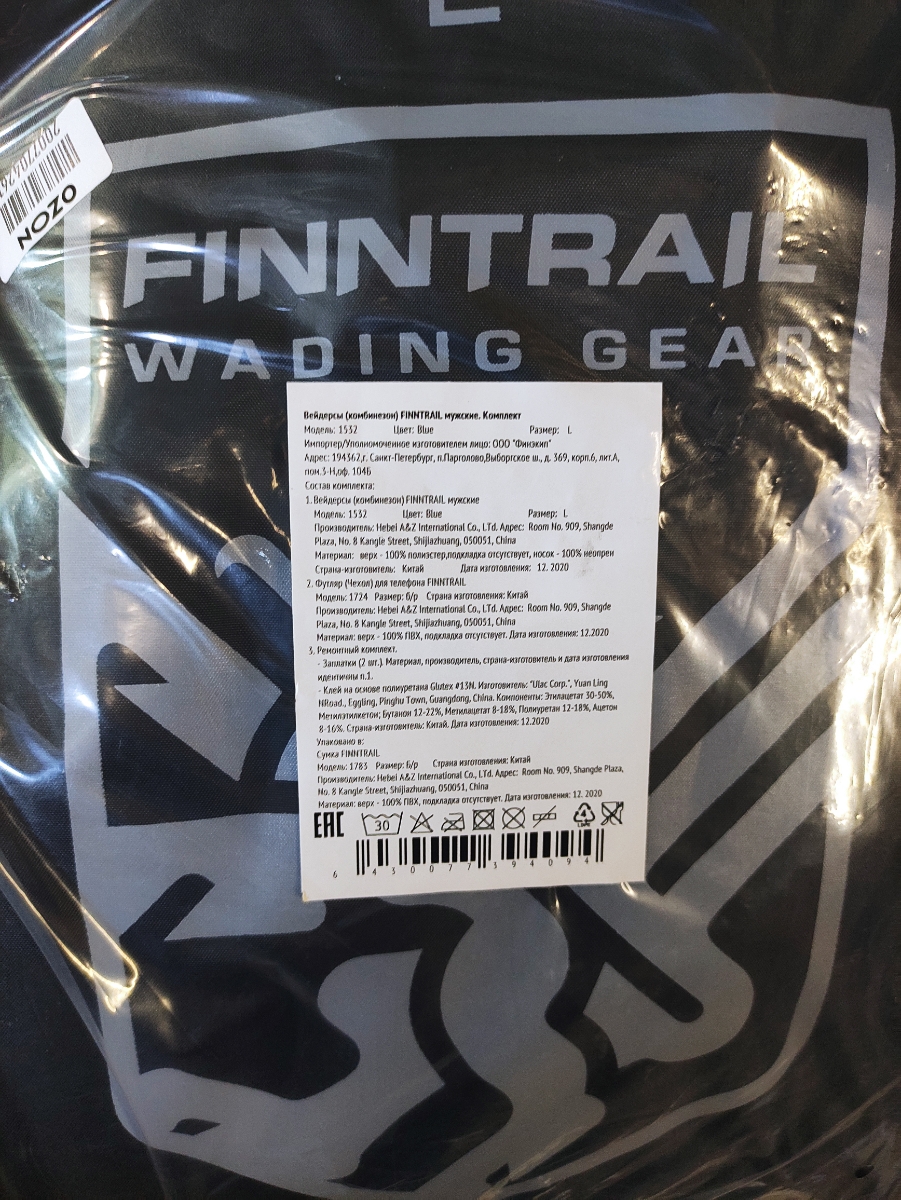 L
OZON
FINNTRAIL
WADING GEAR
Вейдерсы (комбинезон) FINNTRAIL мужские. Комплект
Модель: 1532 Цвет: Blue Размер: L
Импортер/Уполномоченное изготовителем лицо: ООО "Финэкип"
Адрес: 194362,г. Санкт-Петербург, п.Парголово,Выборгское ш., д. 369, корп.6, лит.А,
пом.3-Н,оф. 104Б
Состав комплекта:
1. Вейдерсы (комбинезон) FINNTRAIL мужские
Модель: 1532 Цвет: Blue Размер: L
Производитель: Hebei A&Z International Co., LTd. Адрес: Room No. 909, Shangde
Plaza, No. 8 Kangle Street, Shijiazhuang, 050051, China
Материал: верх - 100% полиэстер,подкладка отсутствует, носок - 100% неопрен
Страна-изготовитель: Китай Дата изготовления: 12. 2020
2. Футляр (Чехол) для телефона FINNTRAIL
Модель: 1724 Размер: б/р Страна изготовления: Китай
Производитель: Hebei A&Z International Co., LTd. Адрес: Room No. 909, Shangde
Plaza, No. 8 Kangle Street, Shijiazhuang, 050051, China
Материал: верх - 100% ПВХ, подкладка отсутствует. Дата изготовления: 12.2020
3. Ремонтный комплект.
- Заплатки (2 шт.). Материал, производитель, страна-изготовитель и дата изготовления
идентичны п.1.
- Клей на основе полиуретана Glutex #13N. Изготовитель: "Ulac Corp.", Yuan Ling
NRoad., Eggling, Pinghu Town, Guangdong, China. Компоненты: Этилацетат 30-50%,
Метилэтилкетон; Бутанон 12-22%, Метилацетат 8-18%, Полиуретан 12-18%, Ацетон
8-16%. Страна-изготовитель: Китай. Дата изготовления: 12.2020
Упаковано в:
Сумка FINNTRAIL
Модель: 1783 Размер: б/р Страна изготовления: Китай
Производитель: Hebei A&Z International Co., LTd. Адрес: Room No. 909, Shangde Plaza,
No. 8 Kangle Street, Shijiazhuang, 050051, China
Материал: верх - 100% ПВХ, подкладка отсутствует. Дата изготовления: 12. 2020
EAC 30 4
6 430077 394094